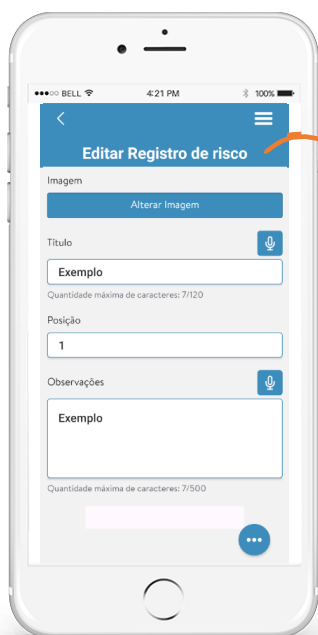 BELL 4:21 PM 100%
Editar Registro de risco
Imagem
Alterar Imagem
Título
Exemplo
Quantidade máxima de caracteres: 7/120
Posição
1
Observações
Exemplo
Quantidade máxima de caracteres: 7/500